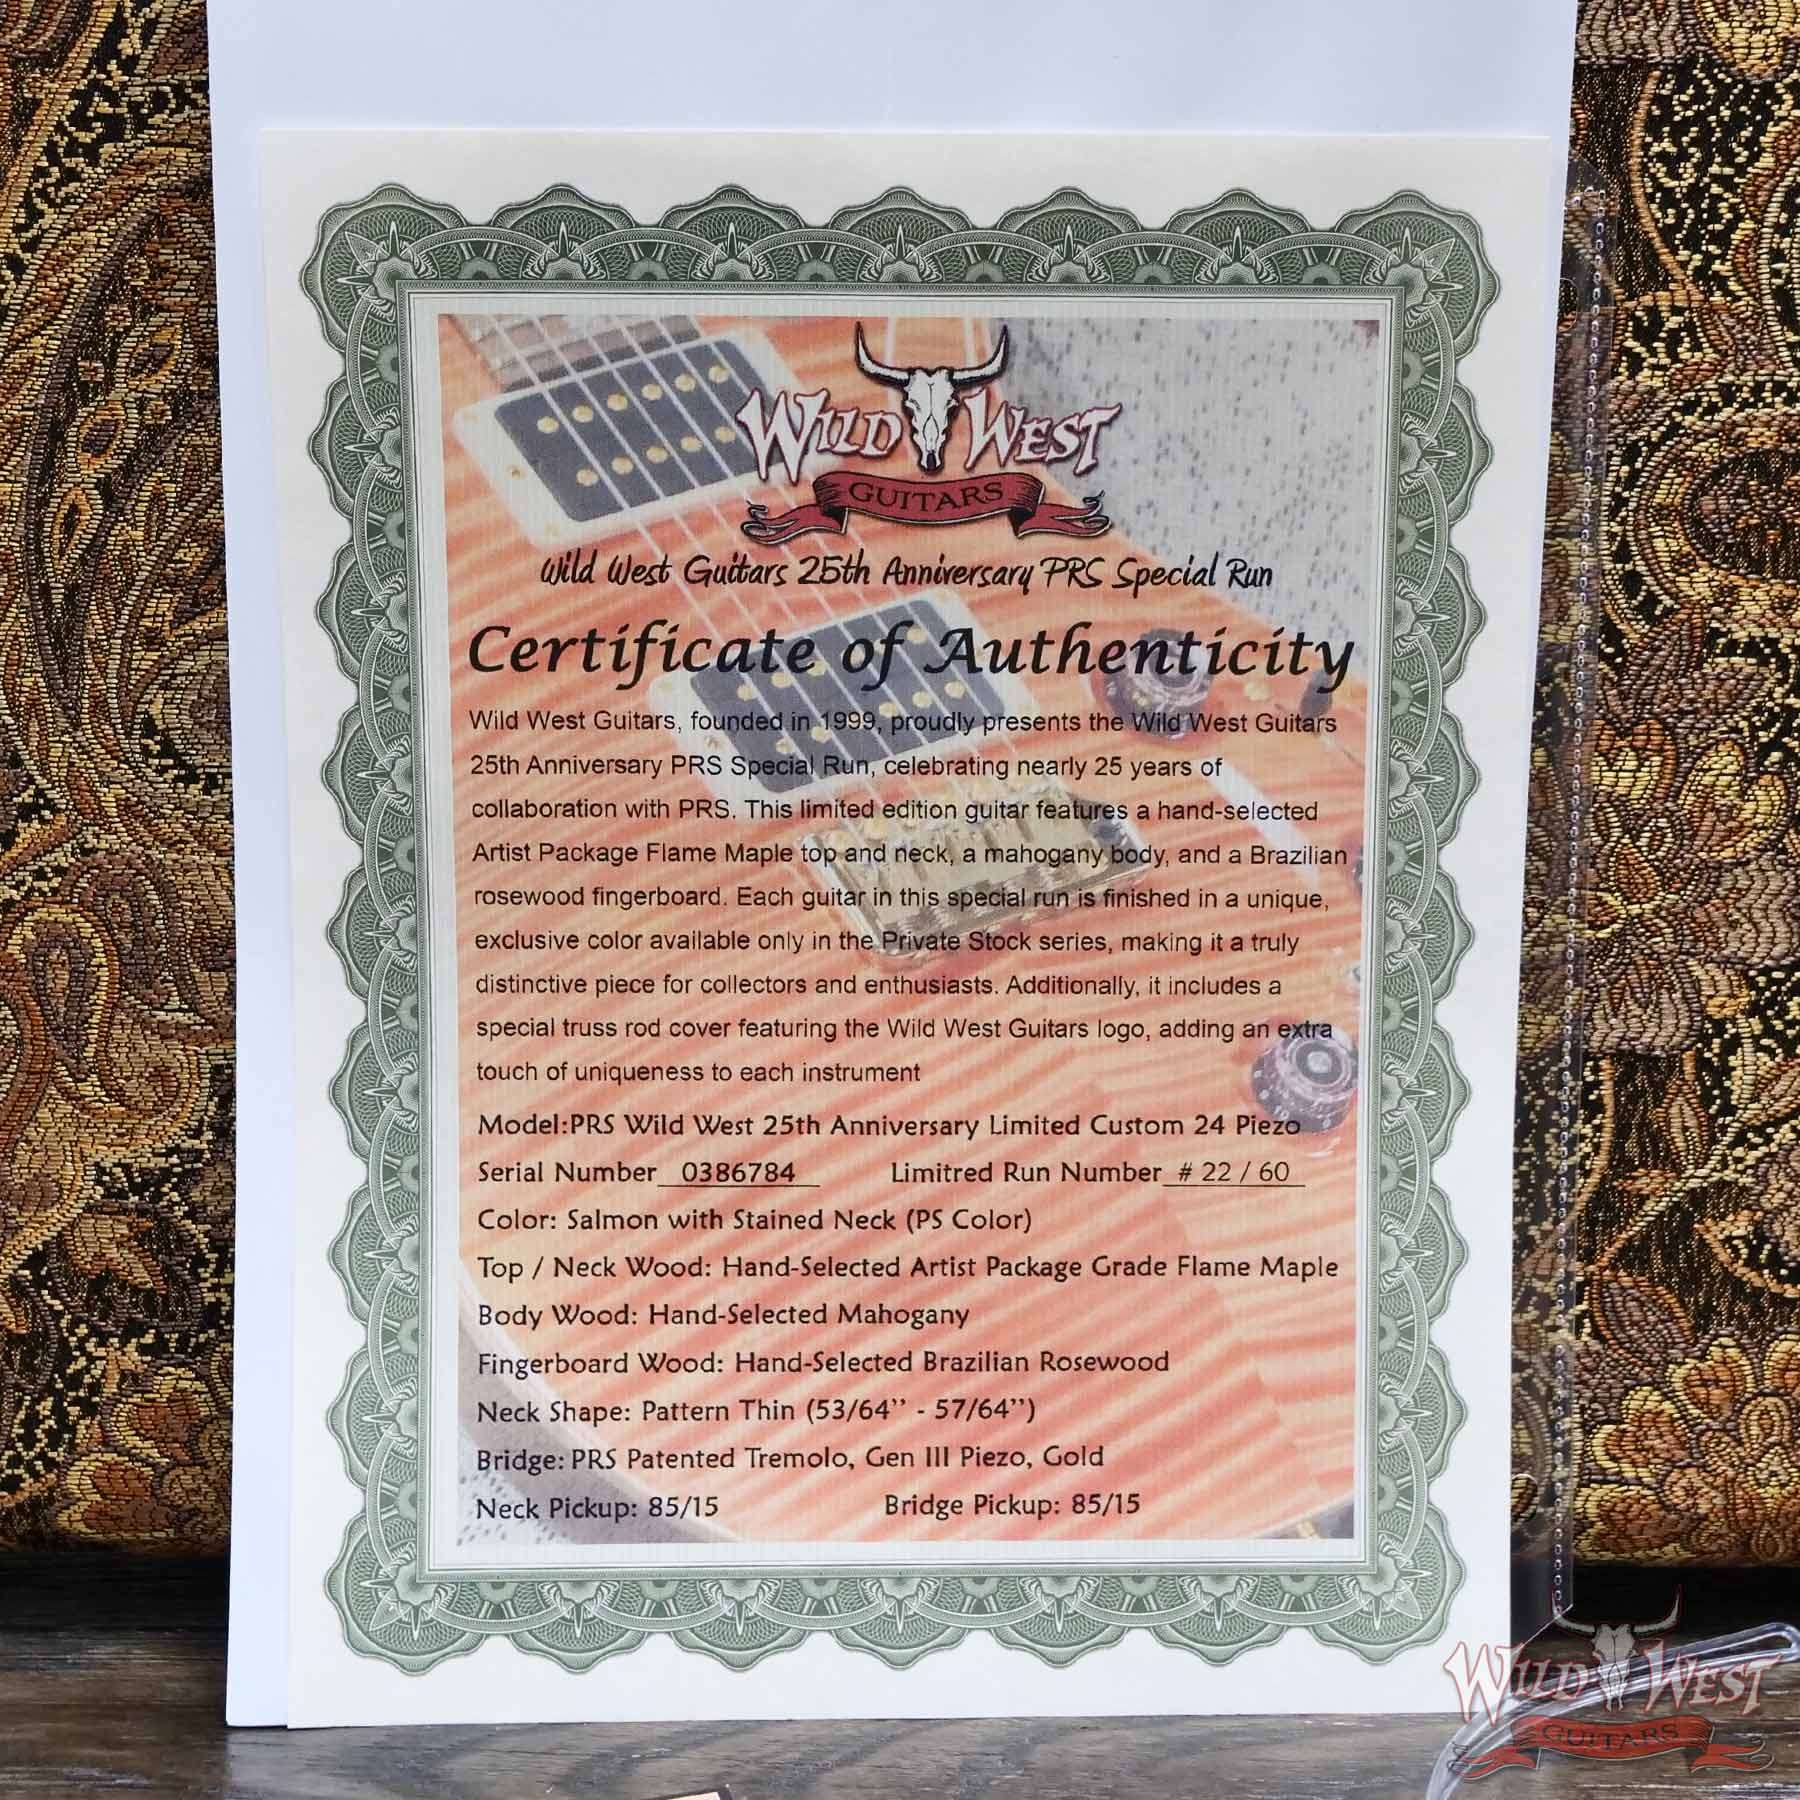 WILD WEST
GUITARS
Wild West Guitars 25th Anniversary PRS Special Run
Certificate of Authenticity
Wild West Guitars, founded in 1999, proudly presents the Wild West Guitars
25th Anniversary PRS Special Run, celebrating nearly 25 years of
collaboration with PRS. This limited edition guitar features a hand-selected
Artist Package Flame Maple top and neck, a mahogany body, and a Brazilian
rosewood fingerboard. Each guitar in this special run is finished in a unique,
exclusive color available only in the Private Stock series, making it a truly
distinctive piece for collectors and enthusiasts. Additionally, it includes a
special truss rod cover featuring the Wild West Guitars logo, adding an extra
touch of uniqueness to each instrument
Model:PRS Wild West 25th Anniversary Limited Custom 24 Piezo
Serial Number 0386784 Limitred Run Number # 22 / 60
Color: Salmon with Stained Neck (PS Color)
Top / Neck Wood: Hand-Selected Artist Package Grade Flame Maple
Body Wood: Hand-Selected Mahogany
Fingerboard Wood: Hand-Selected Brazilian Rosewood
Neck Shape: Pattern Thin (53/64’’ - 57/64’’)
Bridge: PRS Patented Tremolo, Gen III Piezo, Gold
Neck Pickup: 85/15 Bridge Pickup: 85/15
WILD WEST
GUITARS